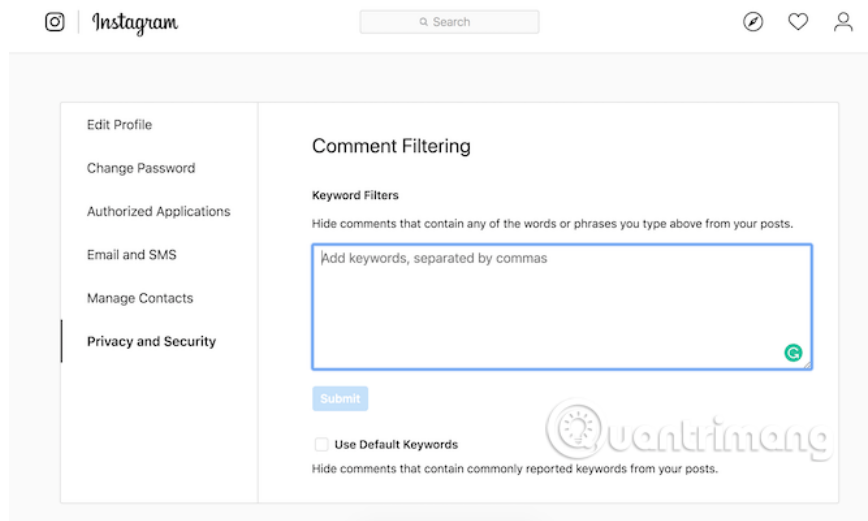 Instagram
Search
Edit Profile
Change Password
Authorized Applications
Email and SMS
Manage Contacts
Privacy and Security
Comment Filtering
Keyword Filters
Hide comments that contain any of the words or phrases you type above from your posts.
Add keywords, separated by commas
Submit
Use Default Keywords
Hide comments that contain commonly reported keywords from your posts.
Quantrimang